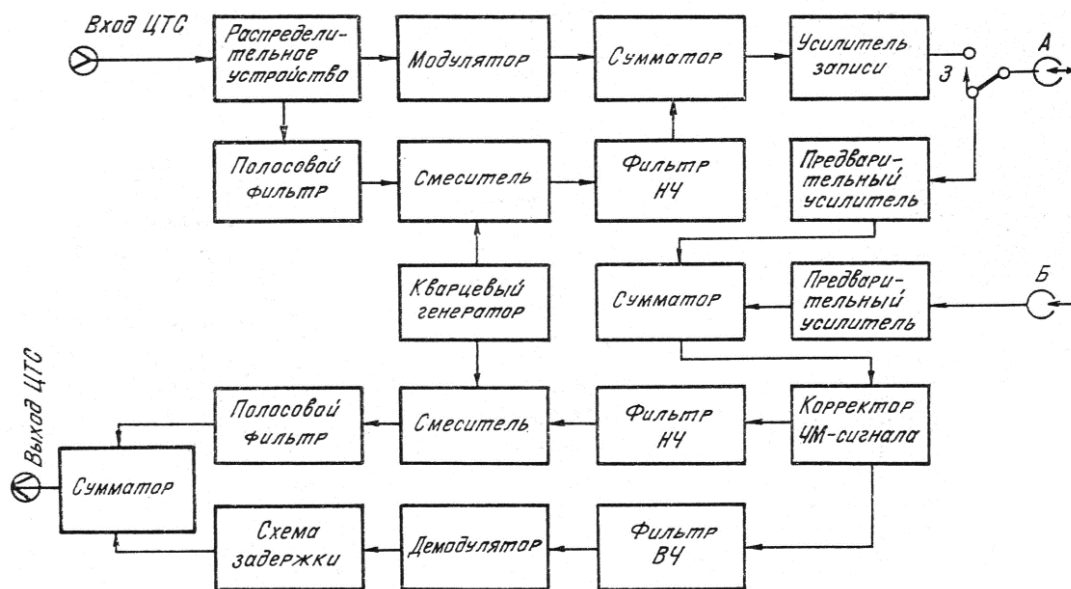 Вход ЦТС
Распредели-
тельное
устройство
Модулятор
Сумматор
Усилитель
записи
З
А
Полосовой
фильтр
Смеситель
Фильтр
НЧ
Предвари-
тельный
усилитель
Кварцевый
генератор
Сумматор
Предвари-
тельный
усилитель
Б
Выход ЦТС
Полосовой
фильтр
Смеситель
Фильтр
НЧ
Корректор
ЧМ-сигнала
Сумматор
Схема
задержки
Демодулятор
Фильтр
ВЧ